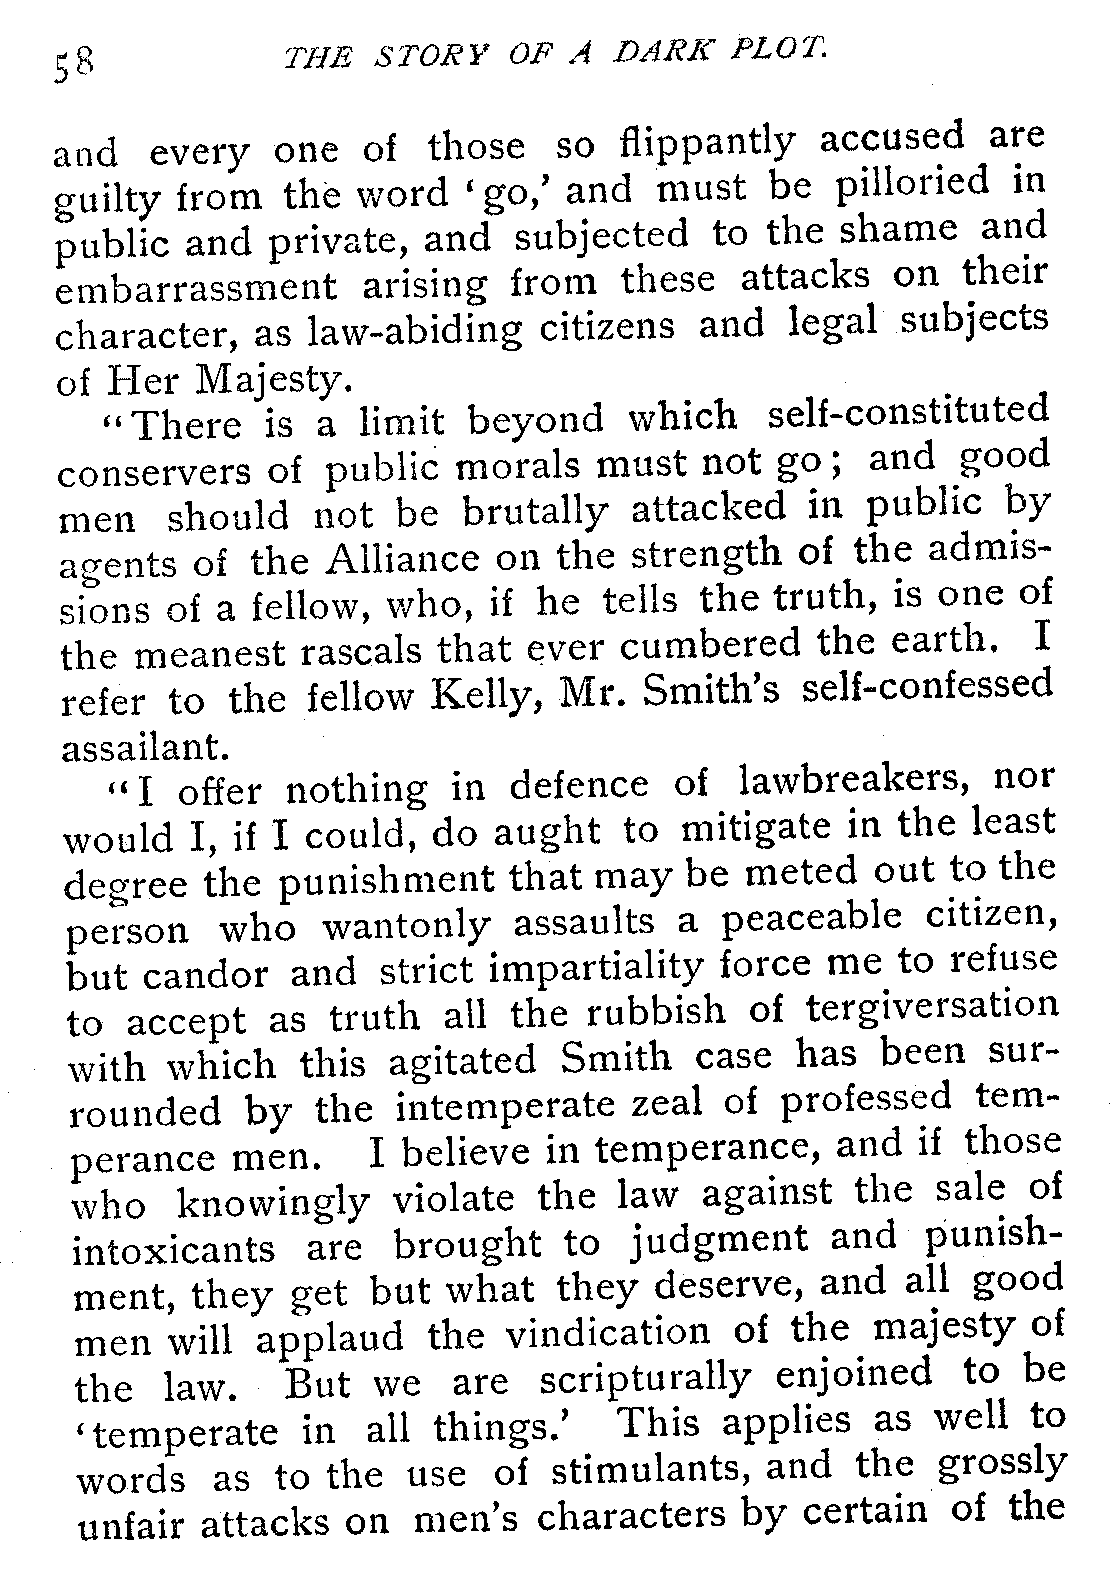 58 THE STORY OF A DARK PLOT.
and every one of those so flippantly accused are
guilty from the word ‘go,’ and must be pilloried in
public and private, and subjected to the shame and
embarrassment arising from these attacks on their
character, as law-abiding citizens and legal subjects
of Her Majesty.
“There is a limit beyond which self-constituted
conservers of public morals must not go; and good
men should not be brutally attacked in public by
agents of the Alliance on the strength of the admis-
sions of a fellow, who, if he tells the truth, is one of
the meanest rascals that ever cumbered the earth. I
refer to the fellow Kelly, Mr. Smith’s self-confessed
assailant.
“I offer nothing in defence of lawbreakers, nor
would I, if I could, do aught to mitigate in the least
degree the punishment that may be meted out to the
person who wantonly assaults a peaceable citizen,
but candor and strict impartiality force me to refuse
to accept as truth all the rubbish of tergiversation
with which this agitated Smith case has been sur-
rounded by the intemperate zeal of professed tem-
perance men. I believe in temperance, and if those
who knowingly violate the law against the sale of
intoxicants are brought to judgment and punish-
ment, they get but what they deserve, and all good
men will applaud the vindication of the majesty of
the law. But we are scripturally enjoined to be
‘temperate in all things.’ This applies as well to
words as to the use of stimulants, and the grossly
unfair attacks on men’s characters by certain of the